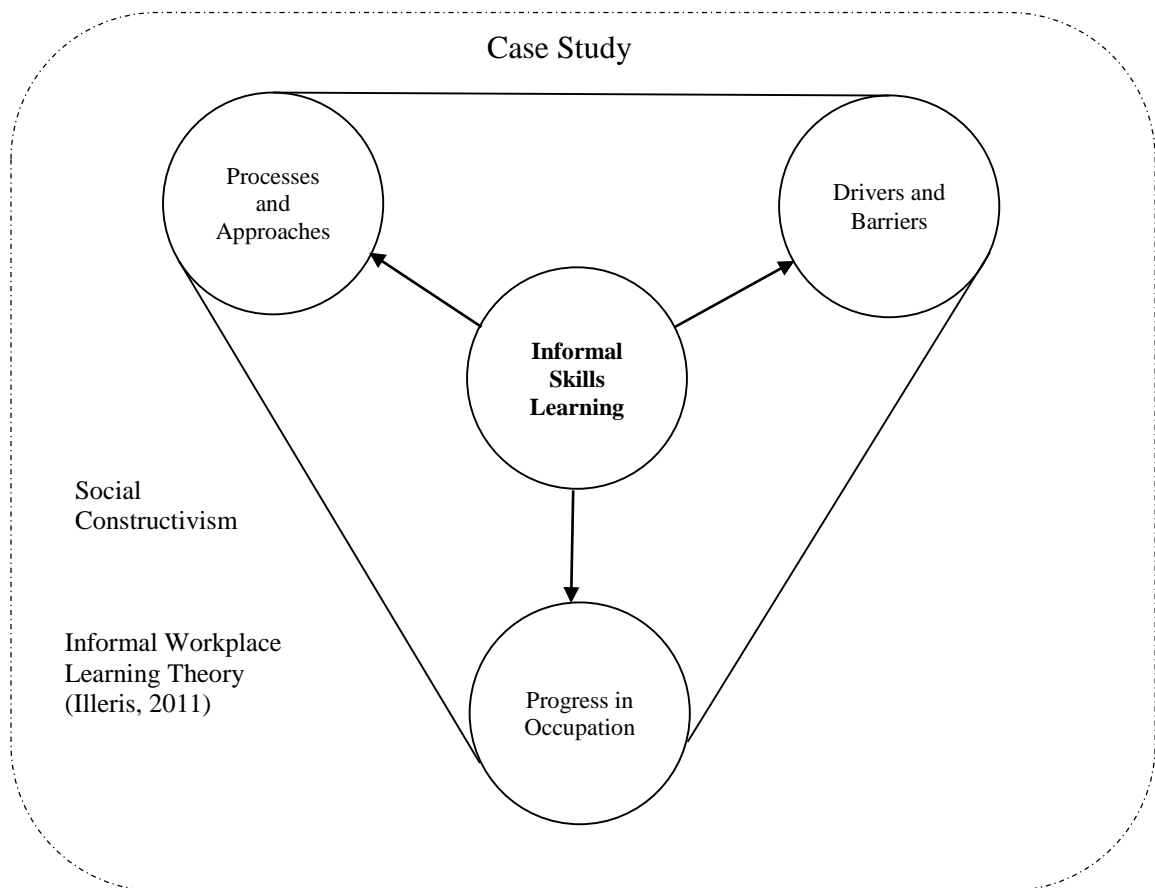 Case Study
Processes
and
Approaches
Drivers and
Barriers
Informal
Skills
Learning
Social
Constructivism
Informal Workplace
Learning Theory
(Illeris, 2011)
Progress in
Occupation